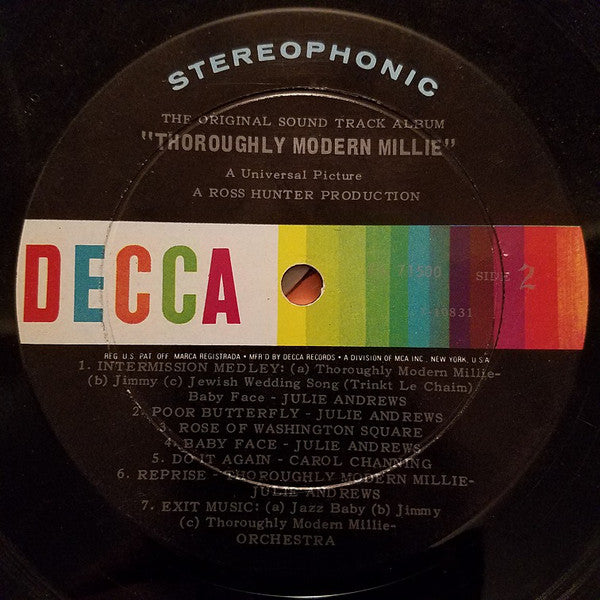 STEREOPHONIC
THE ORIGINAL SOUND TRACK ALBUM
"THOROUGHLY MODERN MILLIE"
A Universal Picture
A ROSS HUNTER PRODUCTION
DECCA
71500
SIDE 2
10831
REG. U.S. PAT. OFF. MARCA REGISTRADA • MFR'D BY DECCA RECORDS • A DIVISION OF MCA INC., NEW YORK, U.S.A
1. INTERMISSION MEDLEY: (a) Thoroughly Modern Millie-
(b) Jimmy (c) Jewish Wedding Song (Trinkt Le Chaim)
Baby Face - JULIE ANDREWS
2. POOR BUTTERFLY - JULIE ANDREWS
3. ROSE OF WASHINGTON SQUARE
4. BABY FACE - JULIE ANDREWS
5. DO IT AGAIN - CAROL CHANNING
6. REPRISE - THOROUGHLY MODERN MILLIE-
JULIE ANDREWS
7. EXIT MUSIC: (a) Jazz Baby (b) Jimmy
(c) Thoroughly Modern Millie-
ORCHESTRA